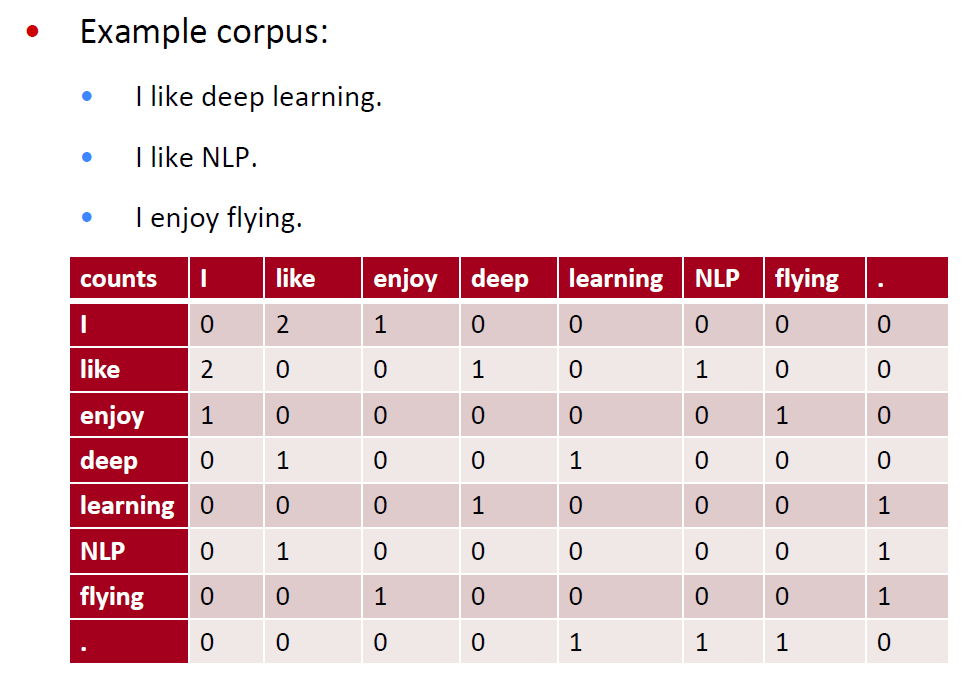 Example corpus:
I like deep learning.
I like NLP.
I enjoy flying.
counts I like enjoy deep learning NLP flying .
I 0 2 1 0 0 0 0 0
like 2 0 0 1 0 1 0 0
enjoy 1 0 0 0 0 0 1 0
deep 0 1 0 0 1 0 0 0
learning 0 0 0 1 0 0 0 1
NLP 0 1 0 0 0 0 0 1
flying 0 0 1 0 0 0 0 1
. 0 0 0 0 1 1 1 0